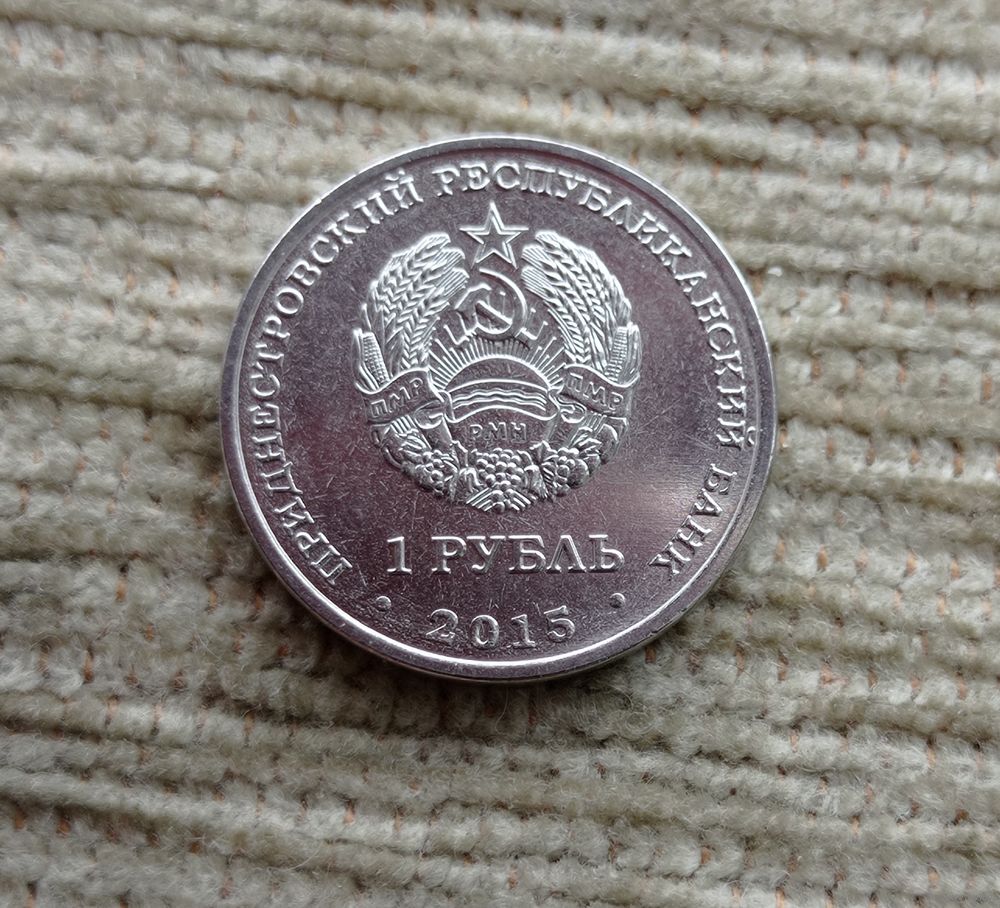 ПРИДНЕСТРОВСКИЙ РЕСПУБЛИКАНСКИЙ БАНК
ПМР
ПМР
РМН
1 РУБЛЬ
· 2015 ·